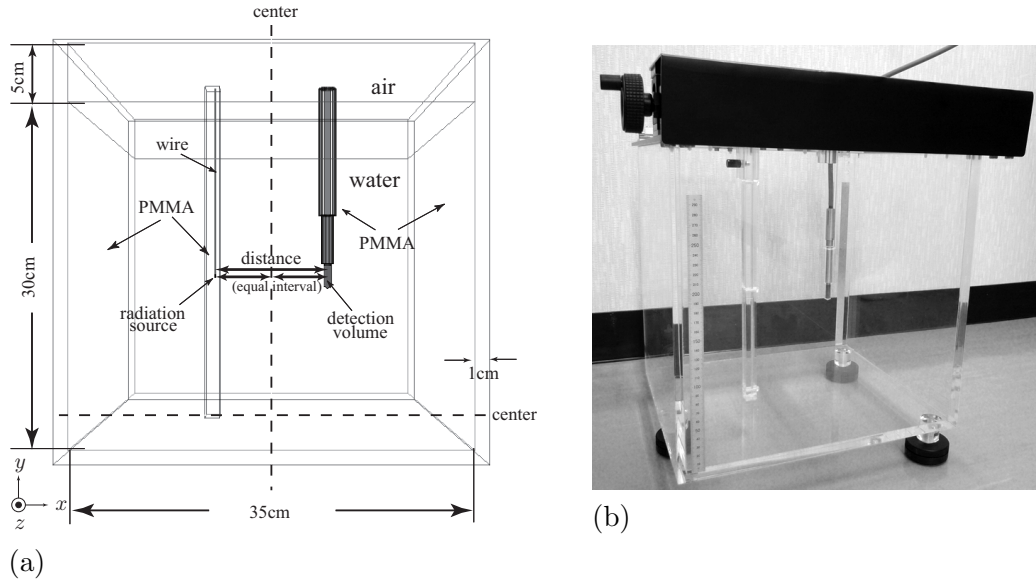 center
5cm
air
wire
water
PMMA
PMMA
distance
(equal interval)
radiation
source
detection
volume
30cm
1cm
center
y
x
z
35cm
(a)
(b)